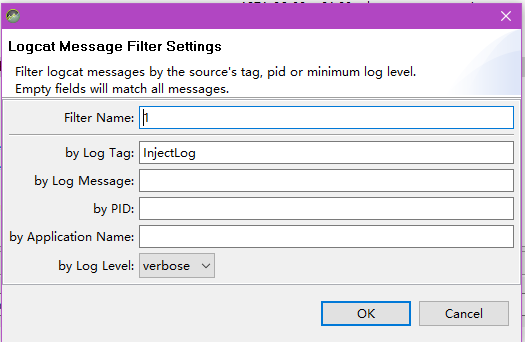 Logcat Message Filter Settings
Filter logcat messages by the source's tag, pid or minimum log level.
Empty fields will match all messages.
Filter Name: 1
by Log Tag: InjectLog
by Log Message:
by PID:
by Application Name:
by Log Level: verbose
OK Cancel